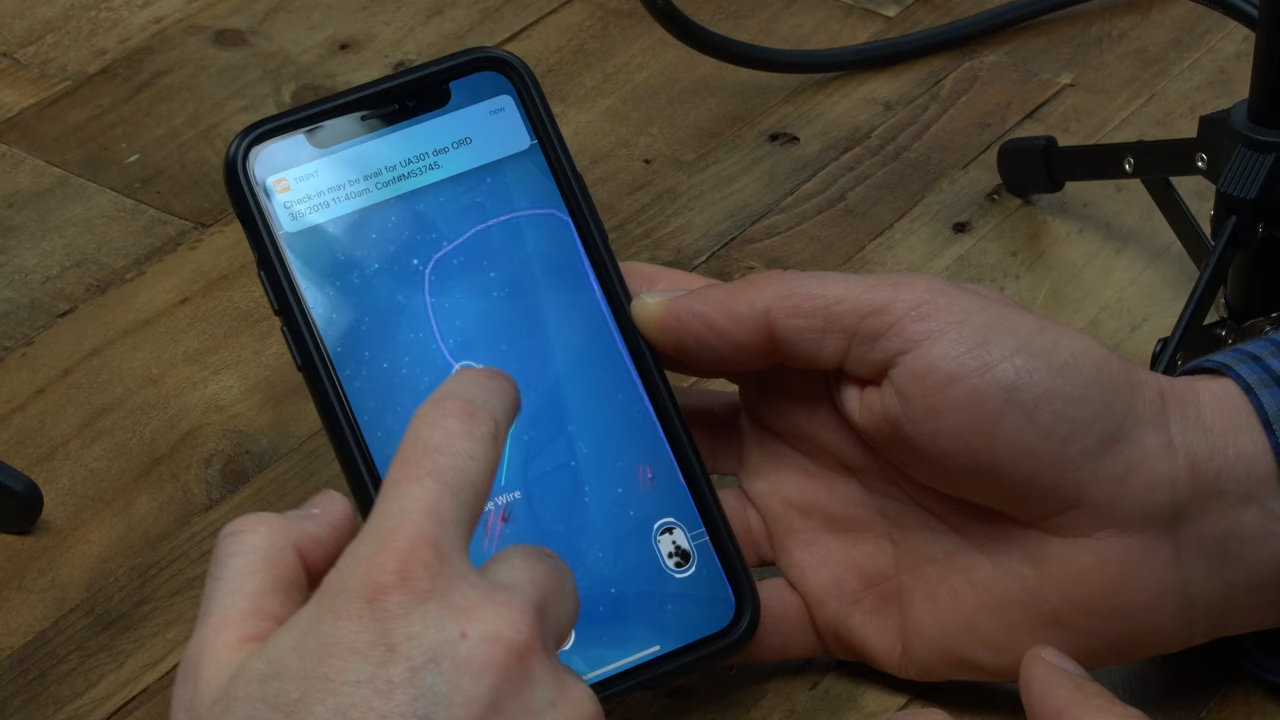 TRIPIT
now
Check-in may be avail for UA301 dep ORD
3/5/2019 11:40am. Conf#MS3745.
Wire